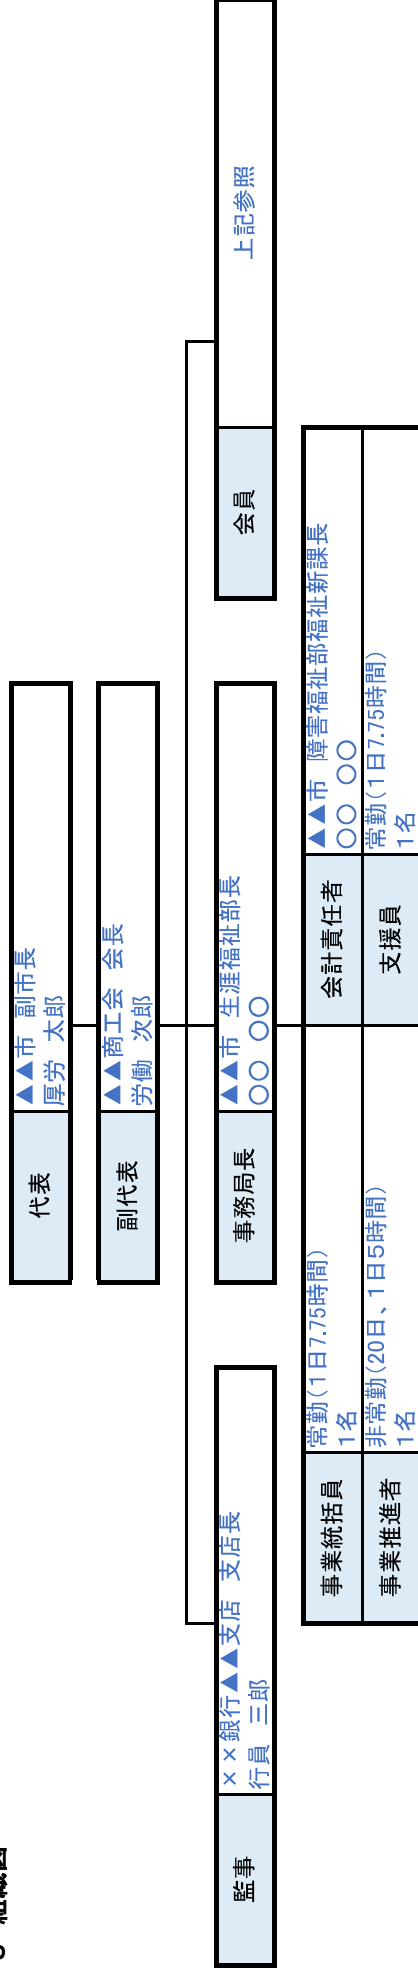 組織図
代表
▲▲市　副市長
厚労　太郎
副代表
▲▲商工会 会長
労働　次郎
監事
××銀行▲▲支店　支店長
行員　三郎
事務局長
▲▲市　生涯福祉部長
〇〇　〇〇
会員
上記参照
事業統括員
常勤（１日7.75時間）
１名
会計責任者
▲▲市　障害福祉部福祉新課長
〇〇　〇〇
事業推進者
非常勤（20日、１日５時間）
１名
支援員
常勤（１日7.75時間）
１名